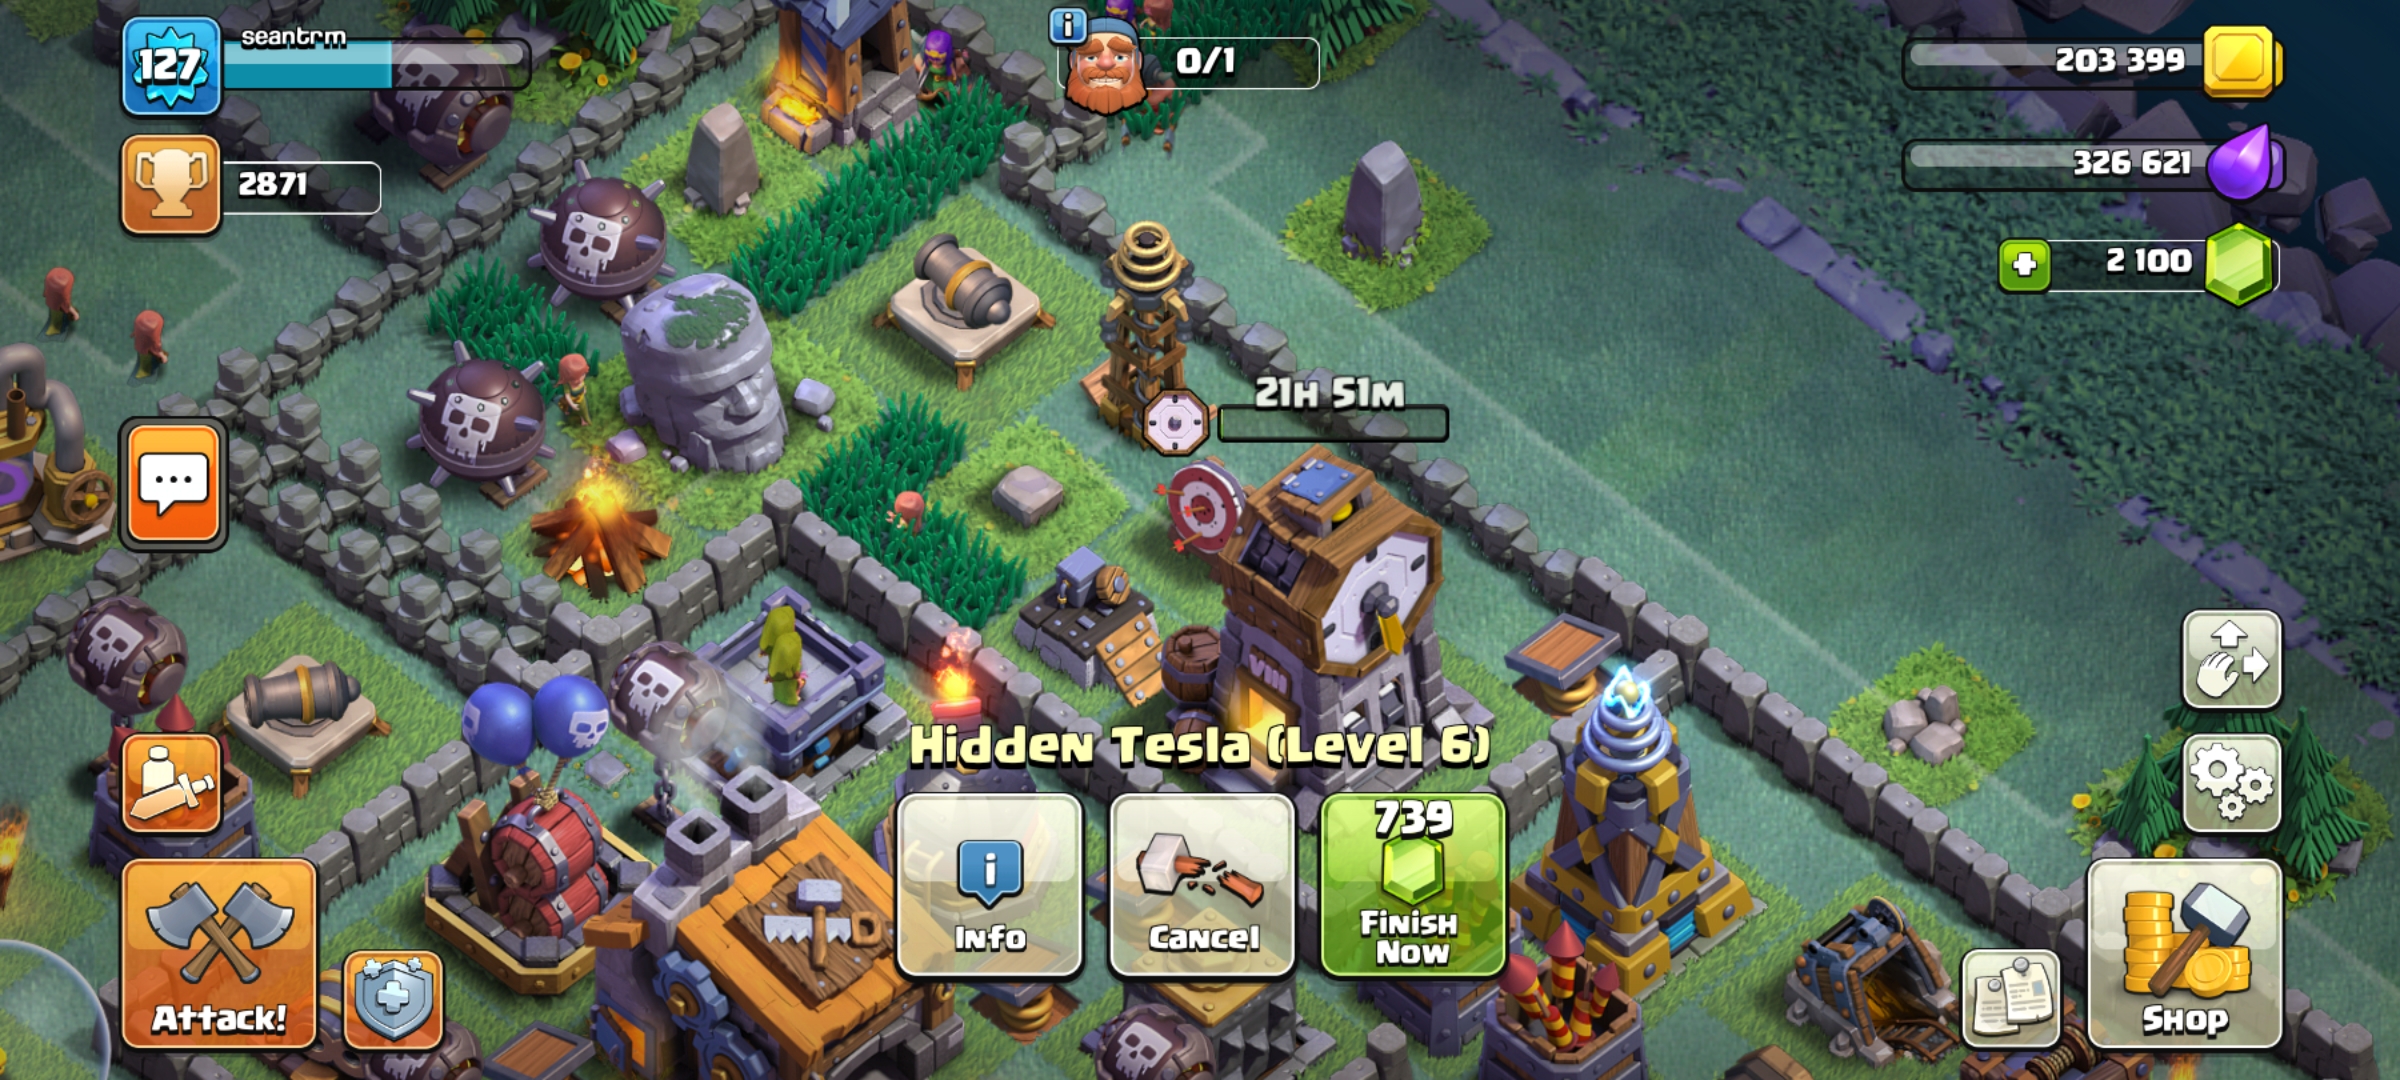 127
seantrm
0/1
203 399
2871
326 621
2 100
21H 51M
VIII
Hidden Tesla (Level 6)
739
Info
Cancel
Finish
Now
Attack!
Shop